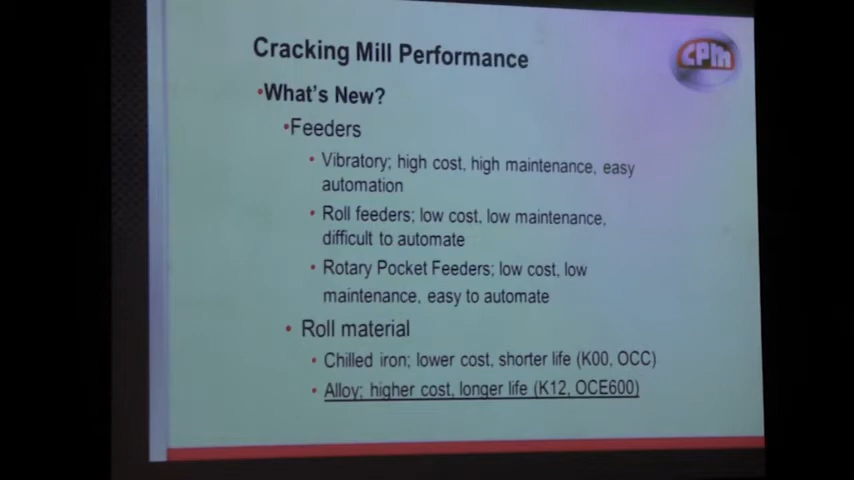 Cracking Mill Performance
CPM
•What's New?
•Feeders
• Vibratory; high cost, high maintenance, easy
automation
• Roll feeders; low cost, low maintenance,
difficult to automate
• Rotary Pocket Feeders; low cost, low
maintenance, easy to automate
• Roll material
• Chilled iron; lower cost, shorter life (K00, OCC)
• Alloy; higher cost, longer life (K12, OCE600)